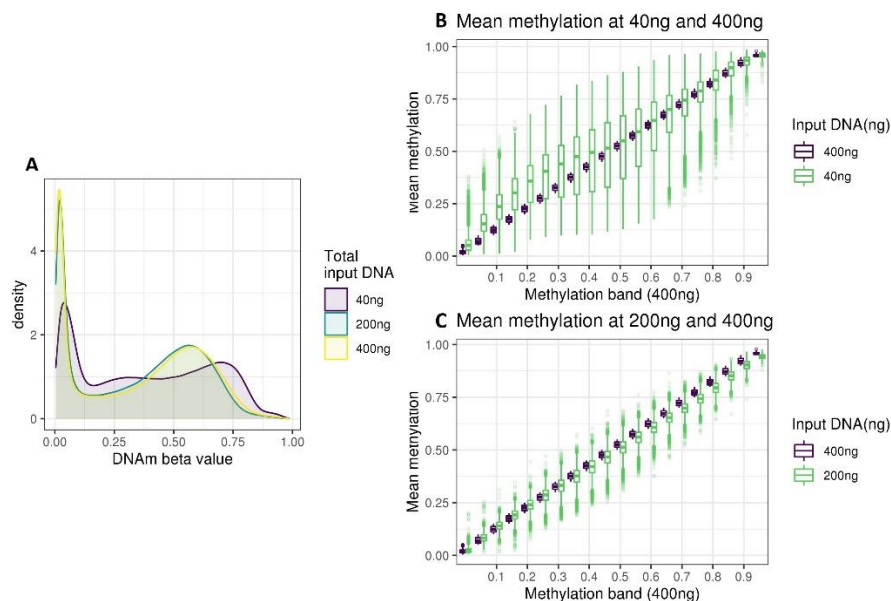 A
density
6
4
2
0
0.00 0.25 0.50 0.75 1.00
DNAm beta value
Total
input DNA
40ng
200ng
400ng
B Mean methylation at 40ng and 400ng
Mean methylation
1.00
0.75
0.50
0.25
0.00
0.1 0.2 0.3 0.4 0.5 0.6 0.7 0.8 0.9
Methylation band (400ng)
Input DNA(ng)
400ng
40ng
C Mean methylation at 200ng and 400ng
Mean methylation
1.00
0.75
0.50
0.25
0.00
0.1 0.2 0.3 0.4 0.5 0.6 0.7 0.8 0.9
Methylation band (400ng)
Input DNA(ng)
400ng
200ng